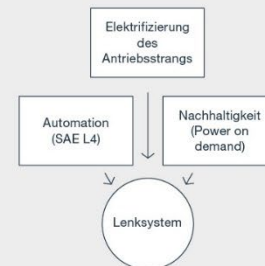 Elektrifizierung
des
Antriebsstrangs
Automation
(SAE L4)
Nachhaltigkeit
(Power on
demand)
Lenksystem